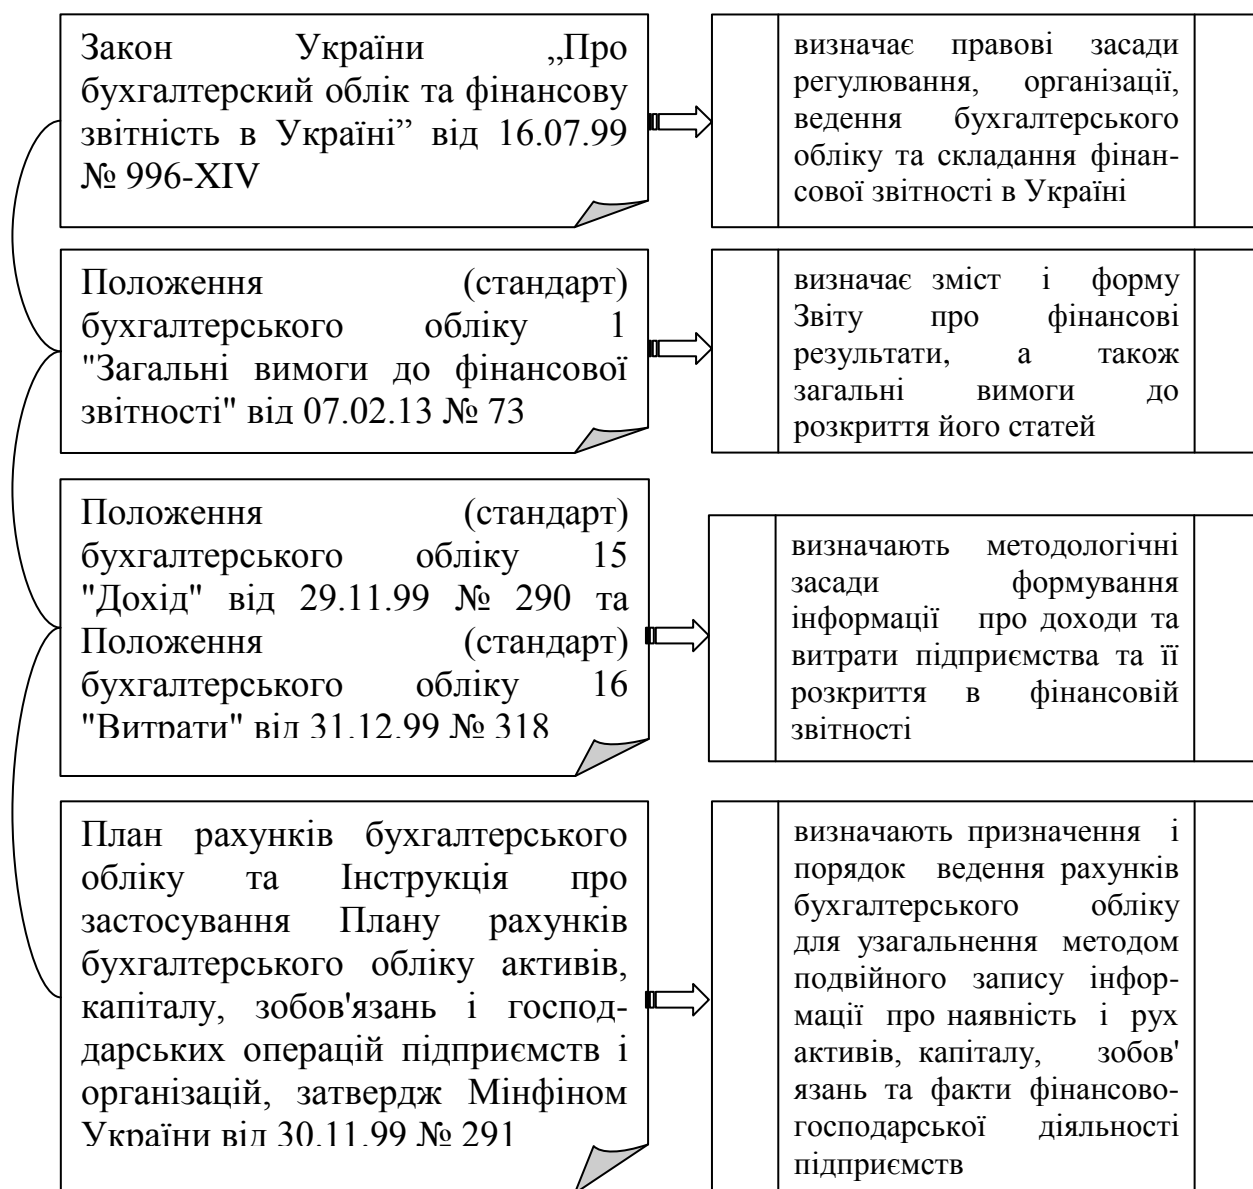 Закон України „Про
бухгалтерский облік та фінансову
звітність в Україні” від 16.07.99
№ 996-XIV
визначає правові засади
регулювання, організації,
ведення бухгалтерського
обліку та складання фінан-
сової звітності в Україні
Положення (стандарт)
бухгалтерського обліку 1
"Загальні вимоги до фінансової
звітності" від 07.02.13 № 73
визначає зміст і форму
Звіту про фінансові
результати, а також
загальні вимоги до
розкриття його статей
Положення (стандарт)
бухгалтерського обліку 15
"Дохід" від 29.11.99 № 290 та
Положення (стандарт)
бухгалтерського обліку 16
"Витрати" від 31.12.99 № 318
визначають методологічні
засади формування
інформації про доходи та
витрати підприємства та її
розкриття в фінансовій
звітності
План рахунків бухгалтерського
обліку та Інструкція про
застосування Плану рахунків
бухгалтерського обліку активів,
капіталу, зобов'язань і господ-
дарських операцій підприємств і
організацій, затвердж Мінфіном
України від 30.11.99 № 291
визначають призначення і
порядок ведення рахунків
бухгалтерського обліку
для узагальнення методом
подвійного запису інфор-
мації про наявність і рух
активів, капіталу, зобов'
язань та факти фінансово-
господарської діяльності
підприємств